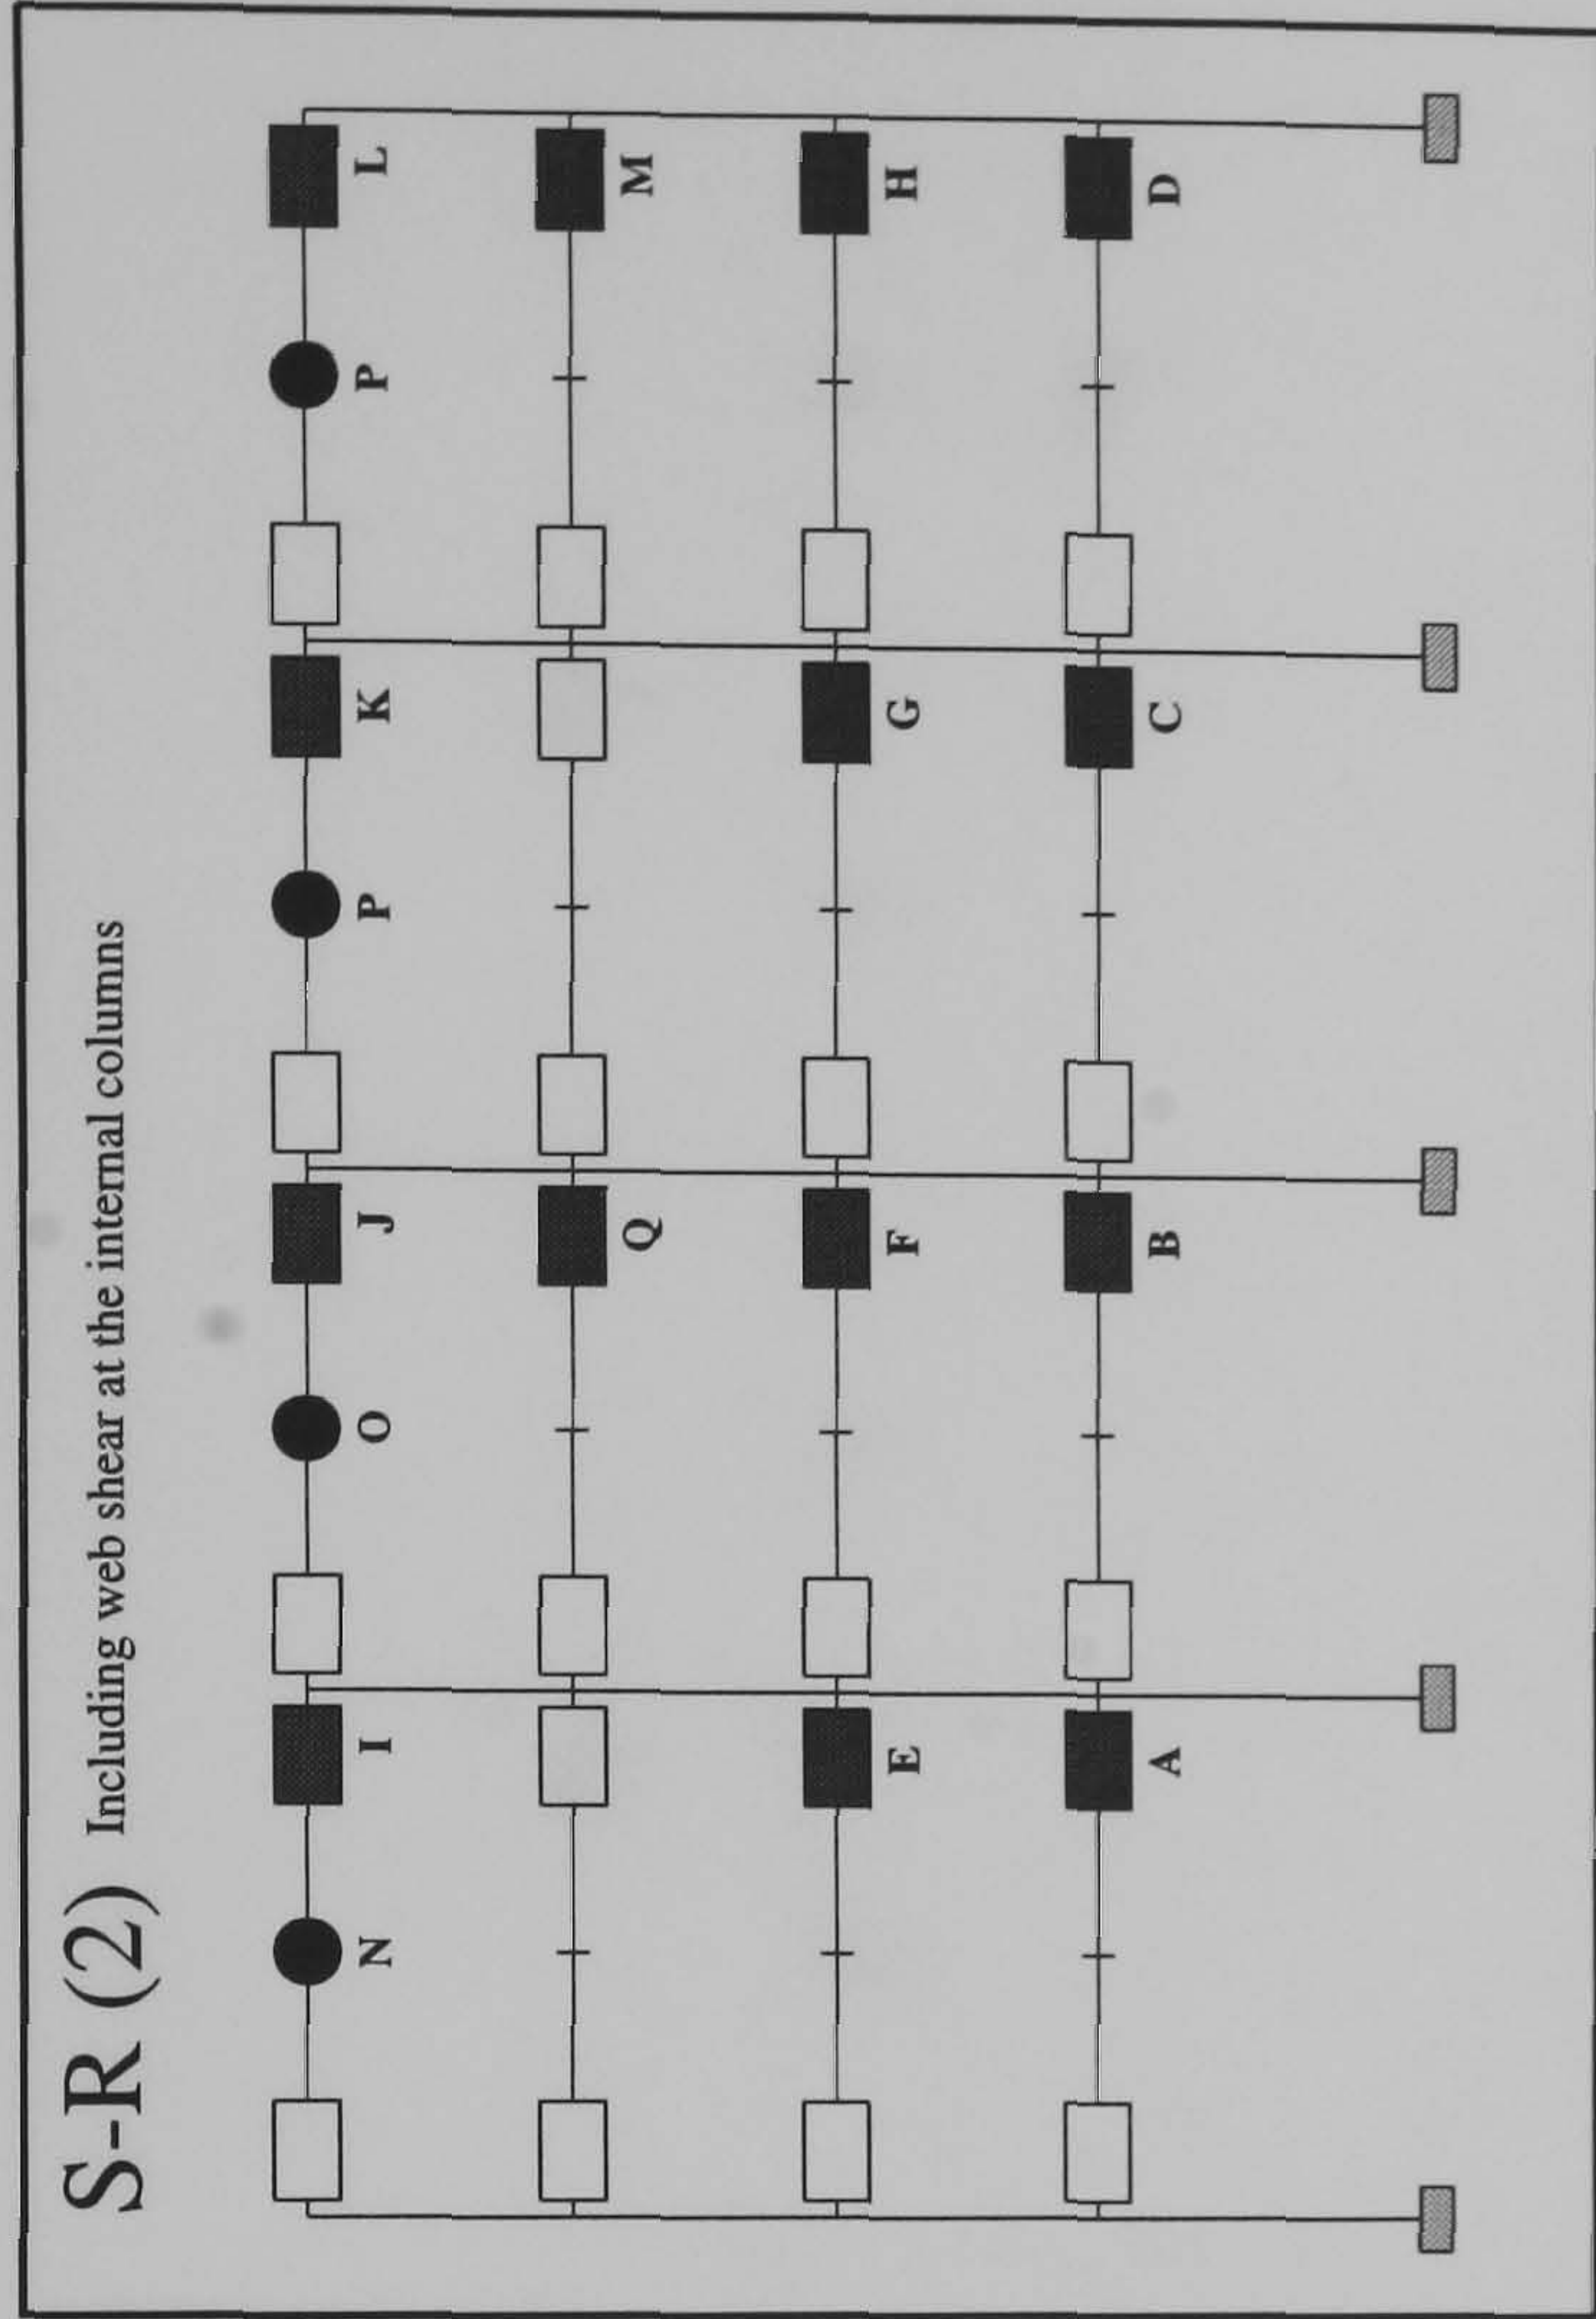 S-R (2) Including web shear at the internal columns
N I O J P K P L
Q M
E F G H
A B C D